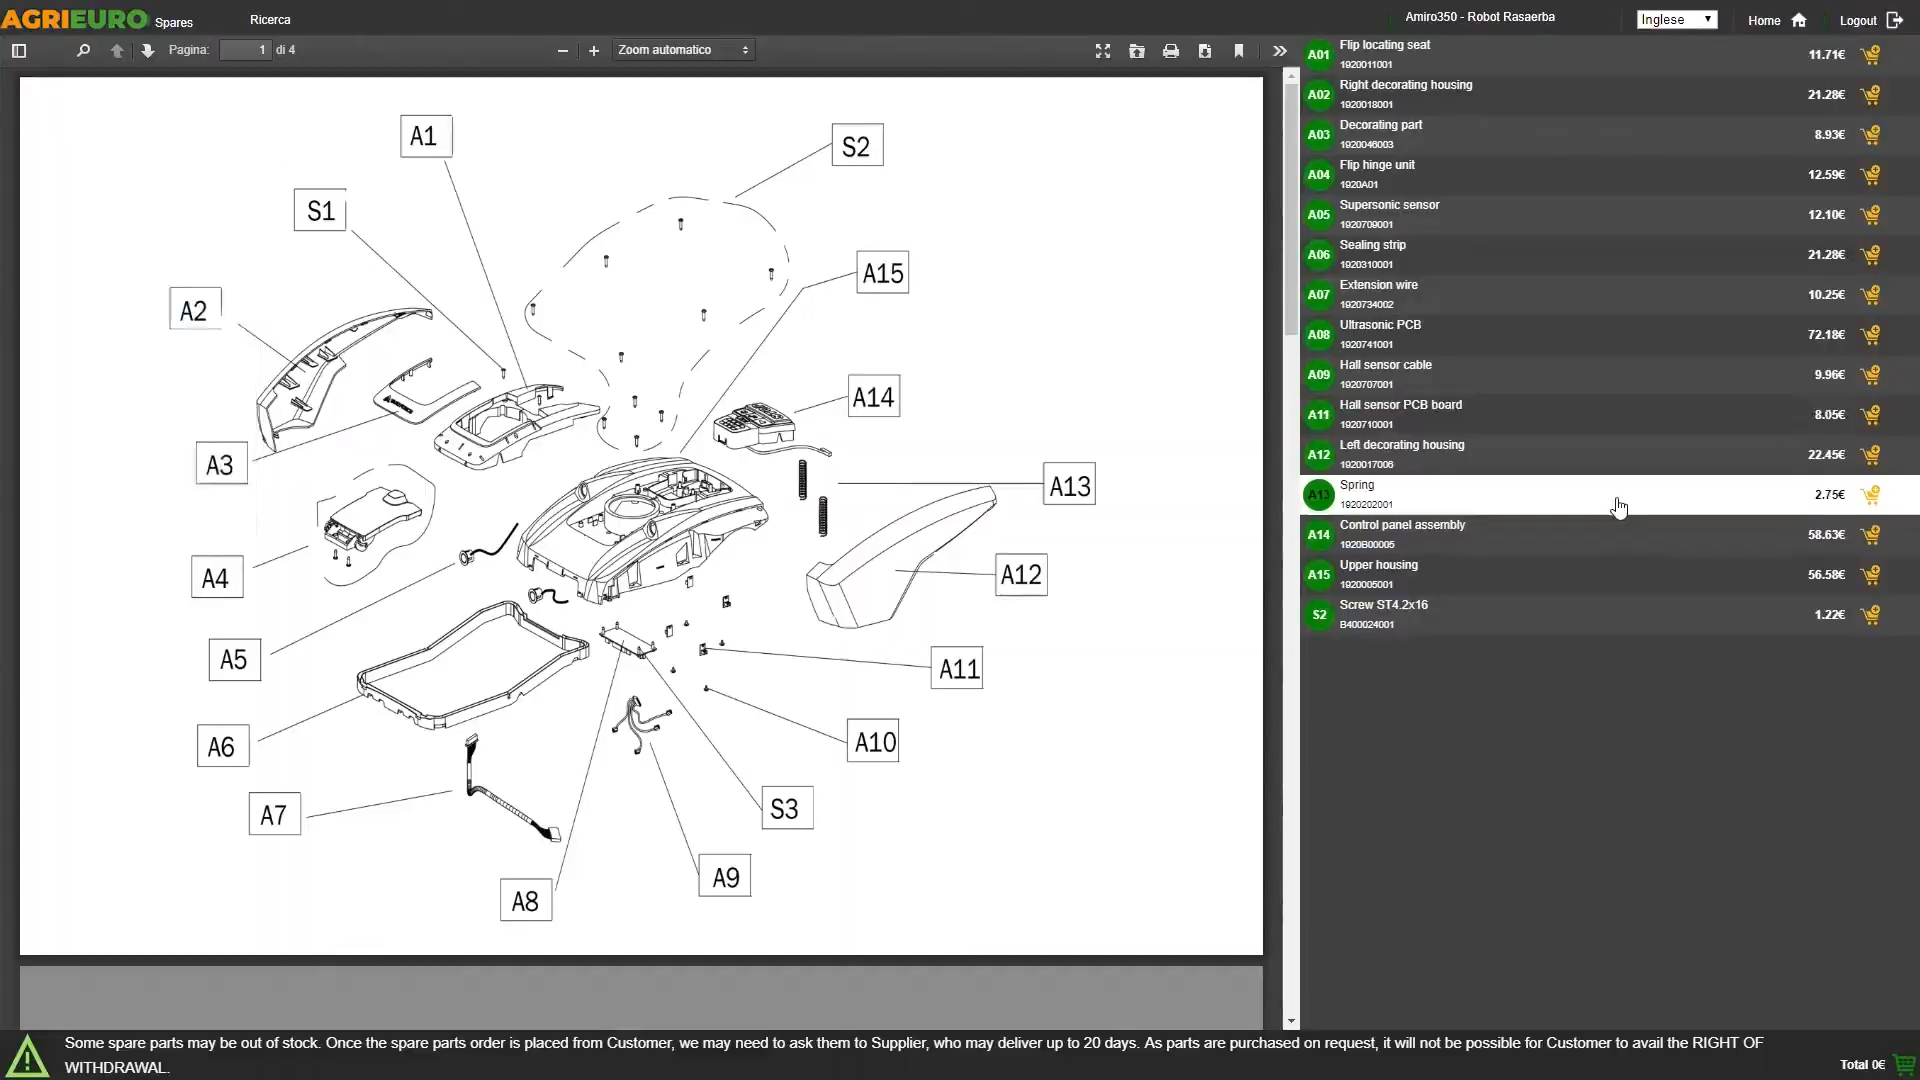 AGRIEURO Spares
Ricerca
Amiro350 - Robot Rasaerba
Inglese
Home
Logout
Pagina: 1 di 4
Zoom automatico
A1
S2
S1
A15
A2
A14
A3
A13
A4
A12
A5
A11
A6
A10
A7
S3
A9
A8
A01 Flip locating seat 11.71€
1920011001
A02 Right decorating housing 21.28€
1920018001
A03 Decorating part 8.93€
1920046003
A04 Flip hinge unit 12.59€
1920A01
A05 Supersonic sensor 12.10€
1920709001
A06 Sealing strip 21.28€
1920310001
A07 Extension wire 10.25€
1920734002
A08 Ultrasonic PCB 72.18€
1920741001
A09 Hall sensor cable 9.96€
1920707001
A11 Hall sensor PCB board 8.05€
1920710001
A12 Left decorating housing 22.45€
1920017006
A13 Spring 2.75€
1920202001
A14 Control panel assembly 58.63€
1920B00005
A15 Upper housing 56.58€
1920005001
S2 Screw ST4.2x16 1.22€
B400024001
Some spare parts may be out of stock. Once the spare parts order is placed from Customer, we may need to ask them to Supplier, who may deliver up to 20 days. As parts are purchased on request, it will not be possible for Customer to avail the RIGHT OF
WITHDRAWAL.
Total 0€